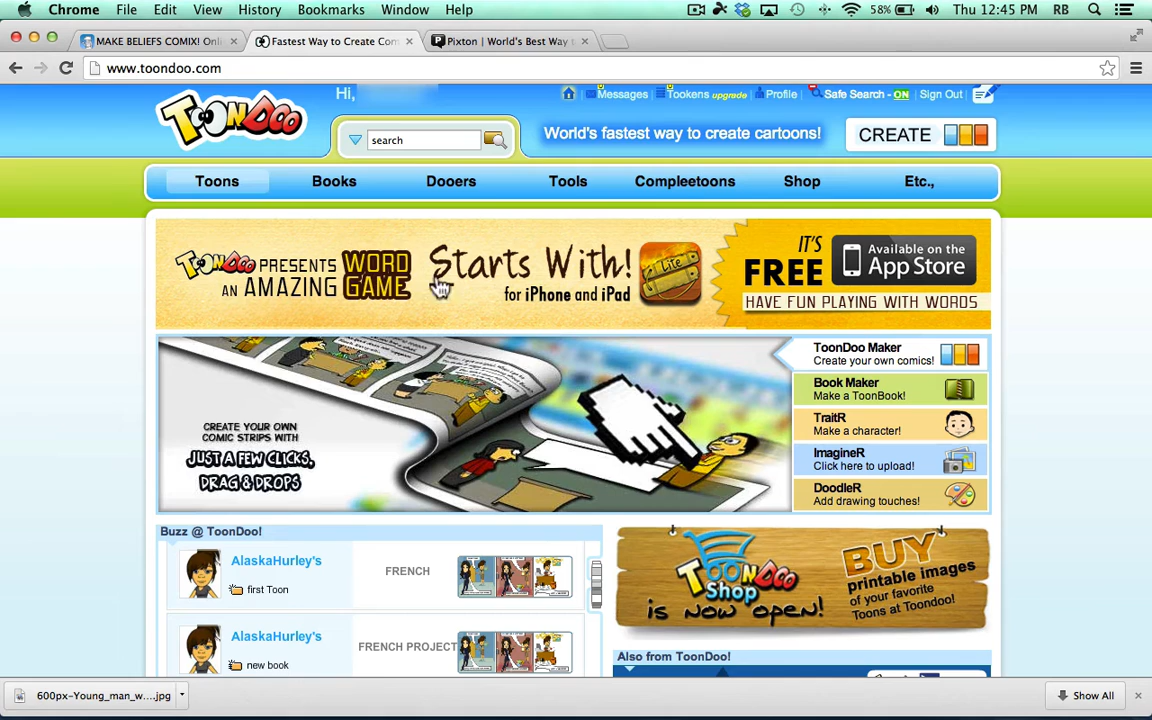 Chrome File Edit View History Bookmarks Window Help 58% Thu 12:45 PM RB
MAKE BELIEFS COMIX! Onli
Fastest Way to Create Com
Pixton | World's Best Way t
www.toondoo.com
TOONDOO
Hi,
Messages
Tookens upgrade
Profile
Safe Search - ON
Sign Out
search
World's fastest way to create cartoons!
CREATE
Toons Books Dooers Tools Compleetoons Shop Etc.,
TOONDOO PRESENTS
AN AMAZING
WORD
GAME
Starts With!
for iPhone and iPad
Lite
IT'S
FREE
Available on the
App Store
HAVE FUN PLAYING WITH WORDS
CREATE YOUR OWN
COMIC STRIPS WITH
JUST A FEW CLICKS,
DRAG & DROPS
ToonDoo Maker
Create your own comics!
Book Maker
Make a ToonBook!
TraitR
Make a character!
ImagineR
Click here to upload!
DoodleR
Add drawing touches!
Buzz @ ToonDoo!
AlaskaHurley's
first Toon
FRENCH
AlaskaHurley's
new book
FRENCH PROJECT
TOONDOO
Shop
is now open!
BUY
printable images
of your favorite
Toons at Toondoo!
Also from ToonDoo!
600px-Young_man_w....jpg
Show All